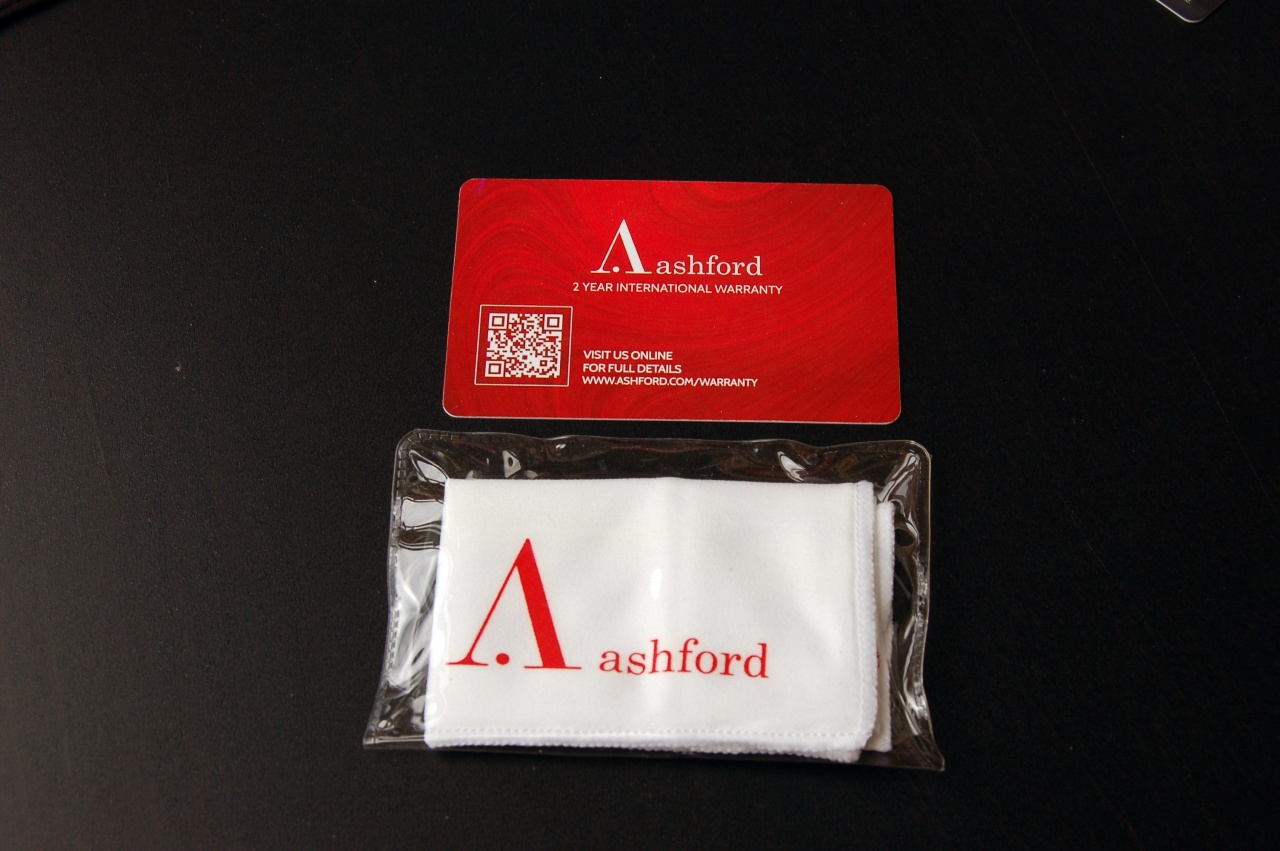 A ashford
2 YEAR INTERNATIONAL WARRANTY
VISIT US ONLINE
FOR FULL DETAILS
WWW.ASHFORD.COM/WARRANTY
A ashford